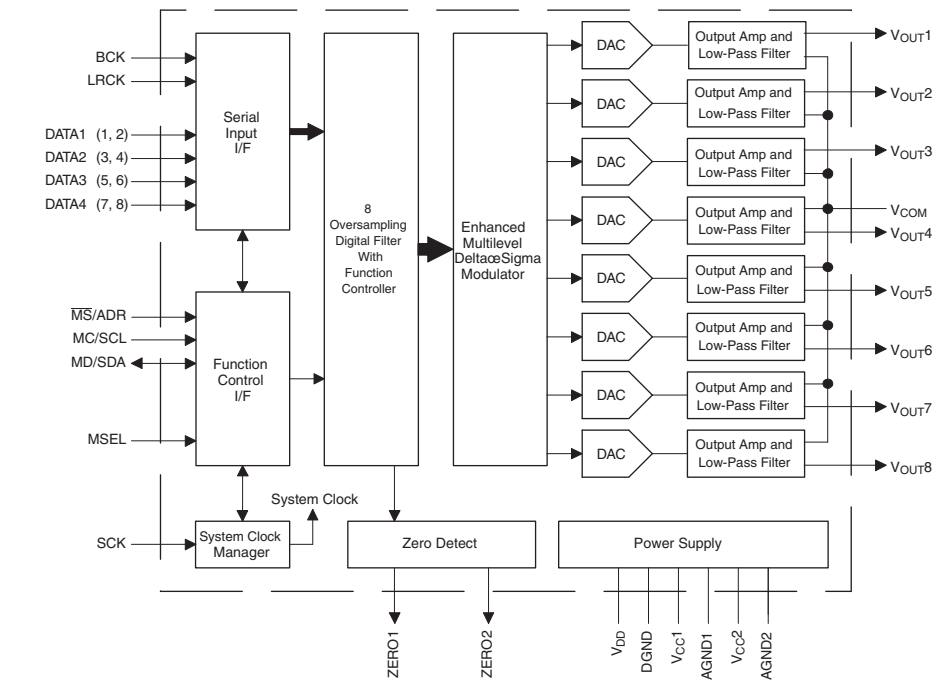 BCK
LRCK
DATA1 (1, 2)
DATA2 (3, 4)
DATA3 (5, 6)
DATA4 (7, 8)
MS/ADR
MC/SCL
MD/SDA
MSEL
SCK
Serial
Input
I/F
Function
Control
I/F
System Clock
System Clock
Manager
8
Oversampling
Digital Filter
With
Function
Controller
Enhanced
Multilevel
DeltaœSigma
Modulator
DAC
Output Amp and
Low-Pass Filter
VOUT1
DAC
Output Amp and
Low-Pass Filter
VOUT2
DAC
Output Amp and
Low-Pass Filter
VOUT3
DAC
Output Amp and
Low-Pass Filter
VCOM
VOUT4
DAC
Output Amp and
Low-Pass Filter
VOUT5
DAC
Output Amp and
Low-Pass Filter
VOUT6
DAC
Output Amp and
Low-Pass Filter
VOUT7
DAC
Output Amp and
Low-Pass Filter
VOUT8
Zero Detect
Power Supply
ZERO1
ZERO2
VDD
DGND
VCC1
AGND1
VCC2
AGND2